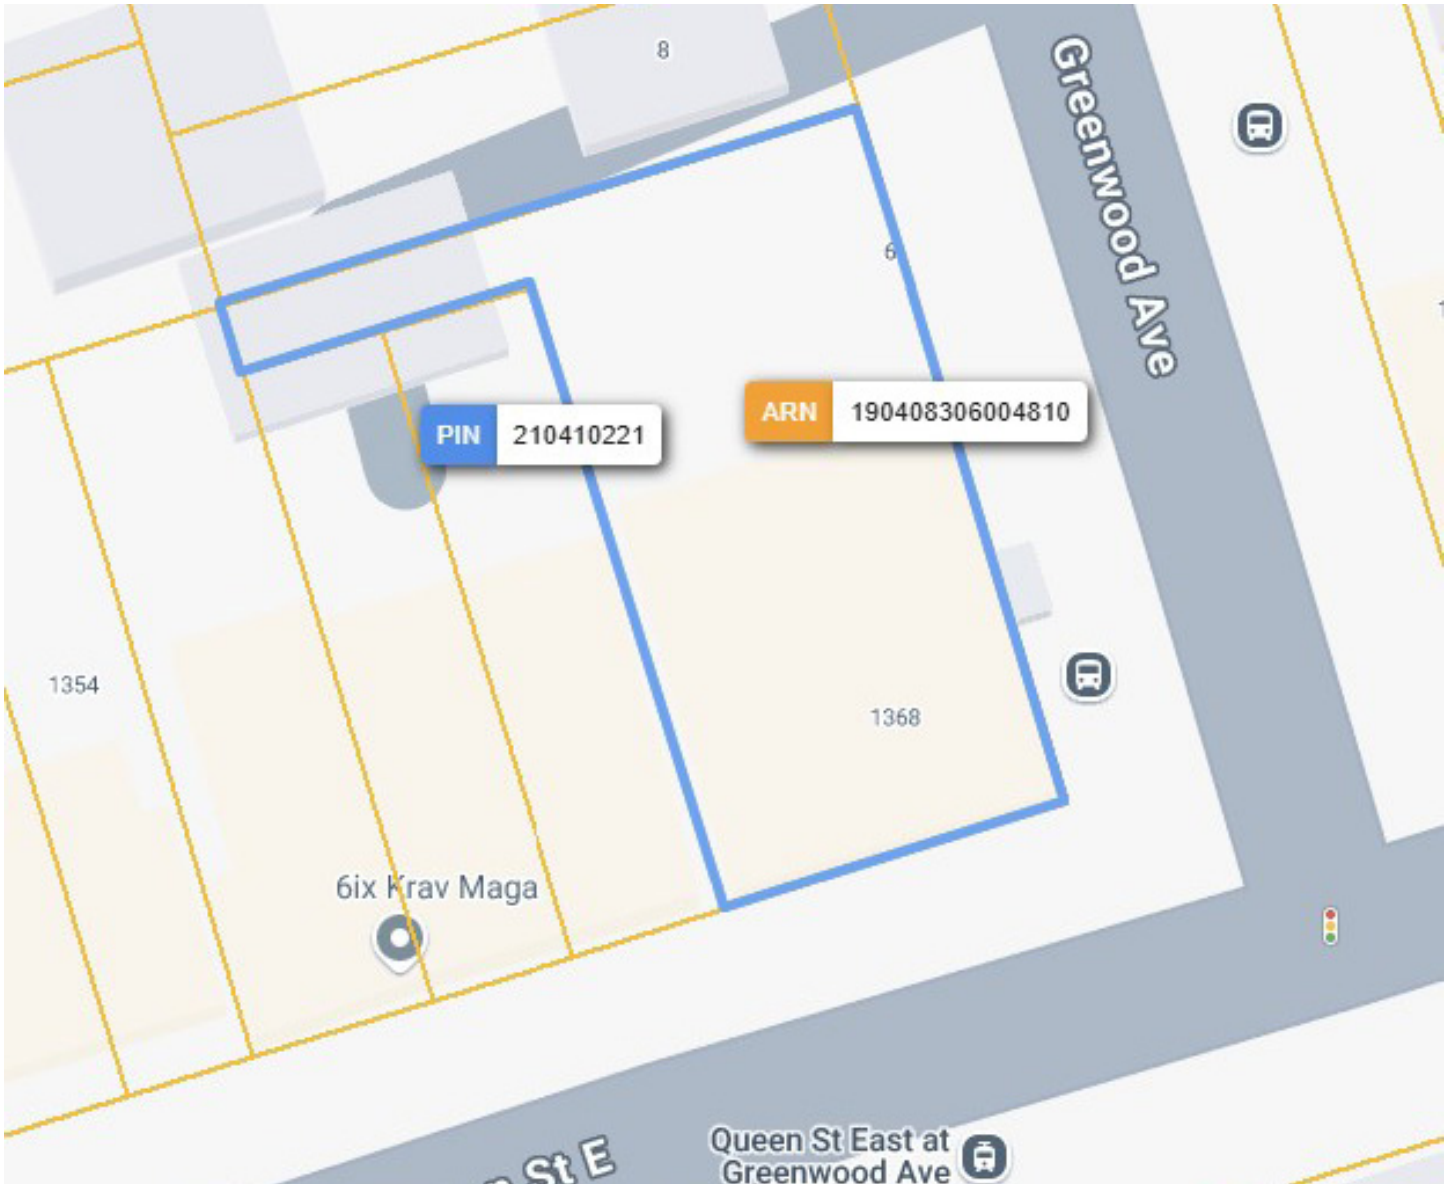 8
Greenwood Ave
6
PIN 210410221
ARN 190408306004810
1354
1368
6ix Krav Maga
St E
Queen St East at
Greenwood Ave